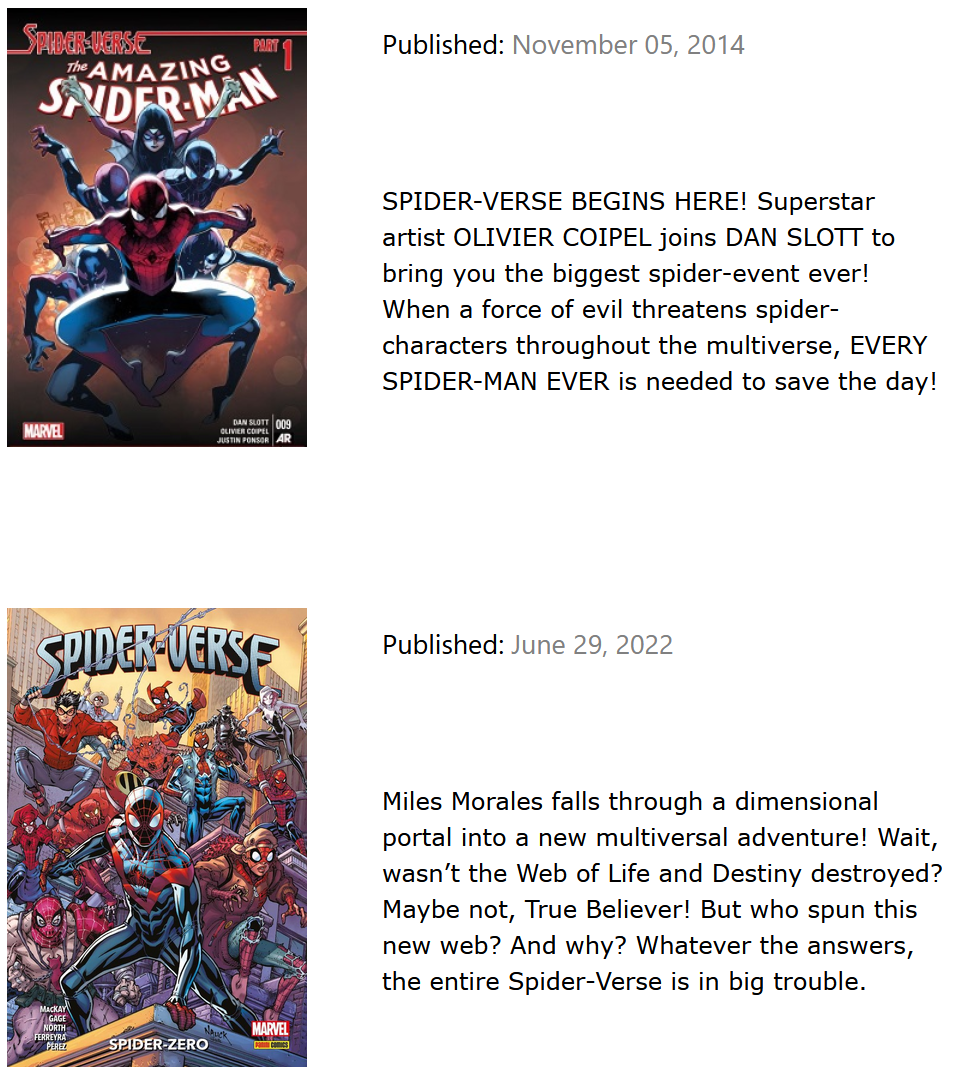 SPIDER-VERSE
PART 1
The AMAZING
SPIDER-MAN
DAN SLOTT
OLIVIER COIPEL
JUSTIN PONSOR
009
AR
MARVEL
Published: November 05, 2014
SPIDER-VERSE BEGINS HERE! Superstar
artist OLIVIER COIPEL joins DAN SLOTT to
bring you the biggest spider-event ever!
When a force of evil threatens spider-
characters throughout the multiverse, EVERY
SPIDER-MAN EVER is needed to save the day!
SPIDER-VERSE
MACKAY
GAGE
NORTH
FERREYRA
PÉREZ
SPIDER-ZERO
NAUCK
MARVEL
PANINI COMICS
Published: June 29, 2022
Miles Morales falls through a dimensional
portal into a new multiversal adventure! Wait,
wasn’t the Web of Life and Destiny destroyed?
Maybe not, True Believer! But who spun this
new web? And why? Whatever the answers,
the entire Spider-Verse is in big trouble.